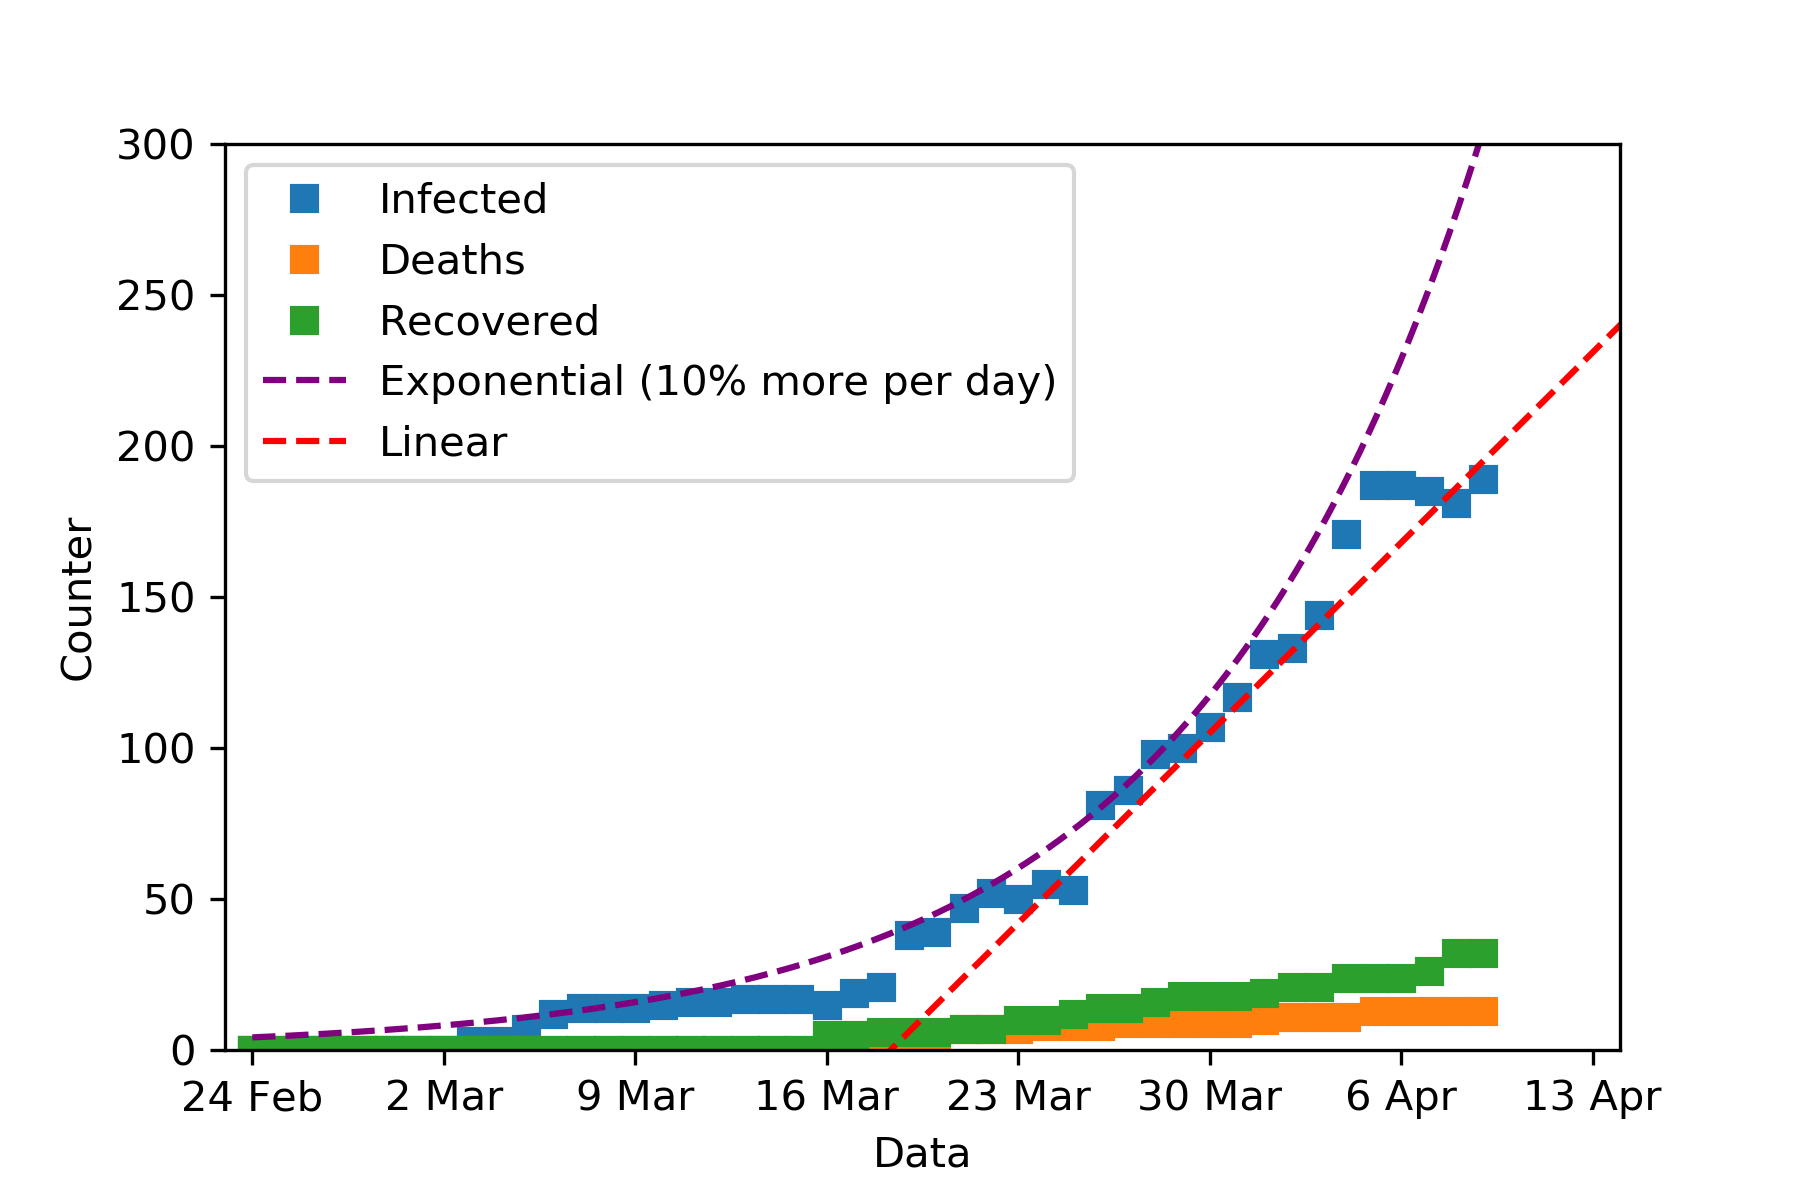 300
250
200
150
100
50
0
Counter
Infected
Deaths
Recovered
Exponential (10% more per day)
Linear
24 Feb 2 Mar 9 Mar 16 Mar 23 Mar 30 Mar 6 Apr 13 Apr
Data